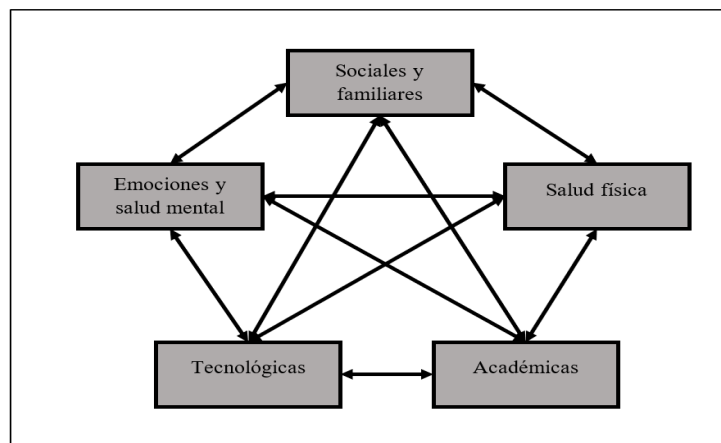 Sociales y
familiares
Emociones y
salud mental
Salud física
Tecnológicas
Académicas